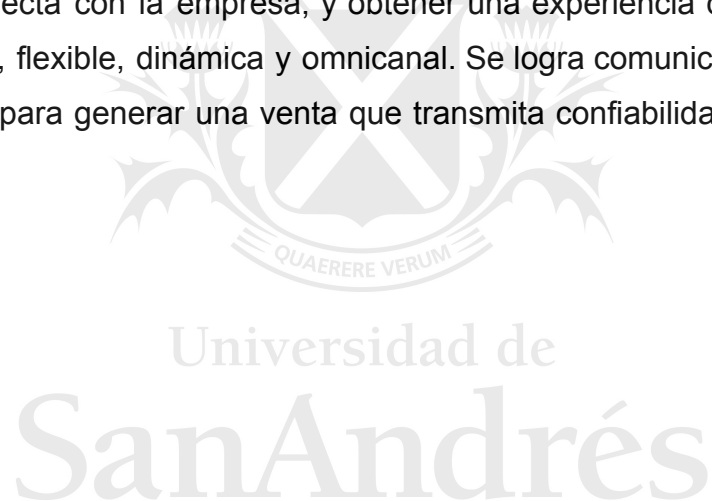 ecta con la empresa, y obtener una experiencia
, flexible, dinámica y omnicanal. Se logra comunic
para generar una venta que transmita confiabilida
QUAERERE VERUM
Universidad de
SanAndrés